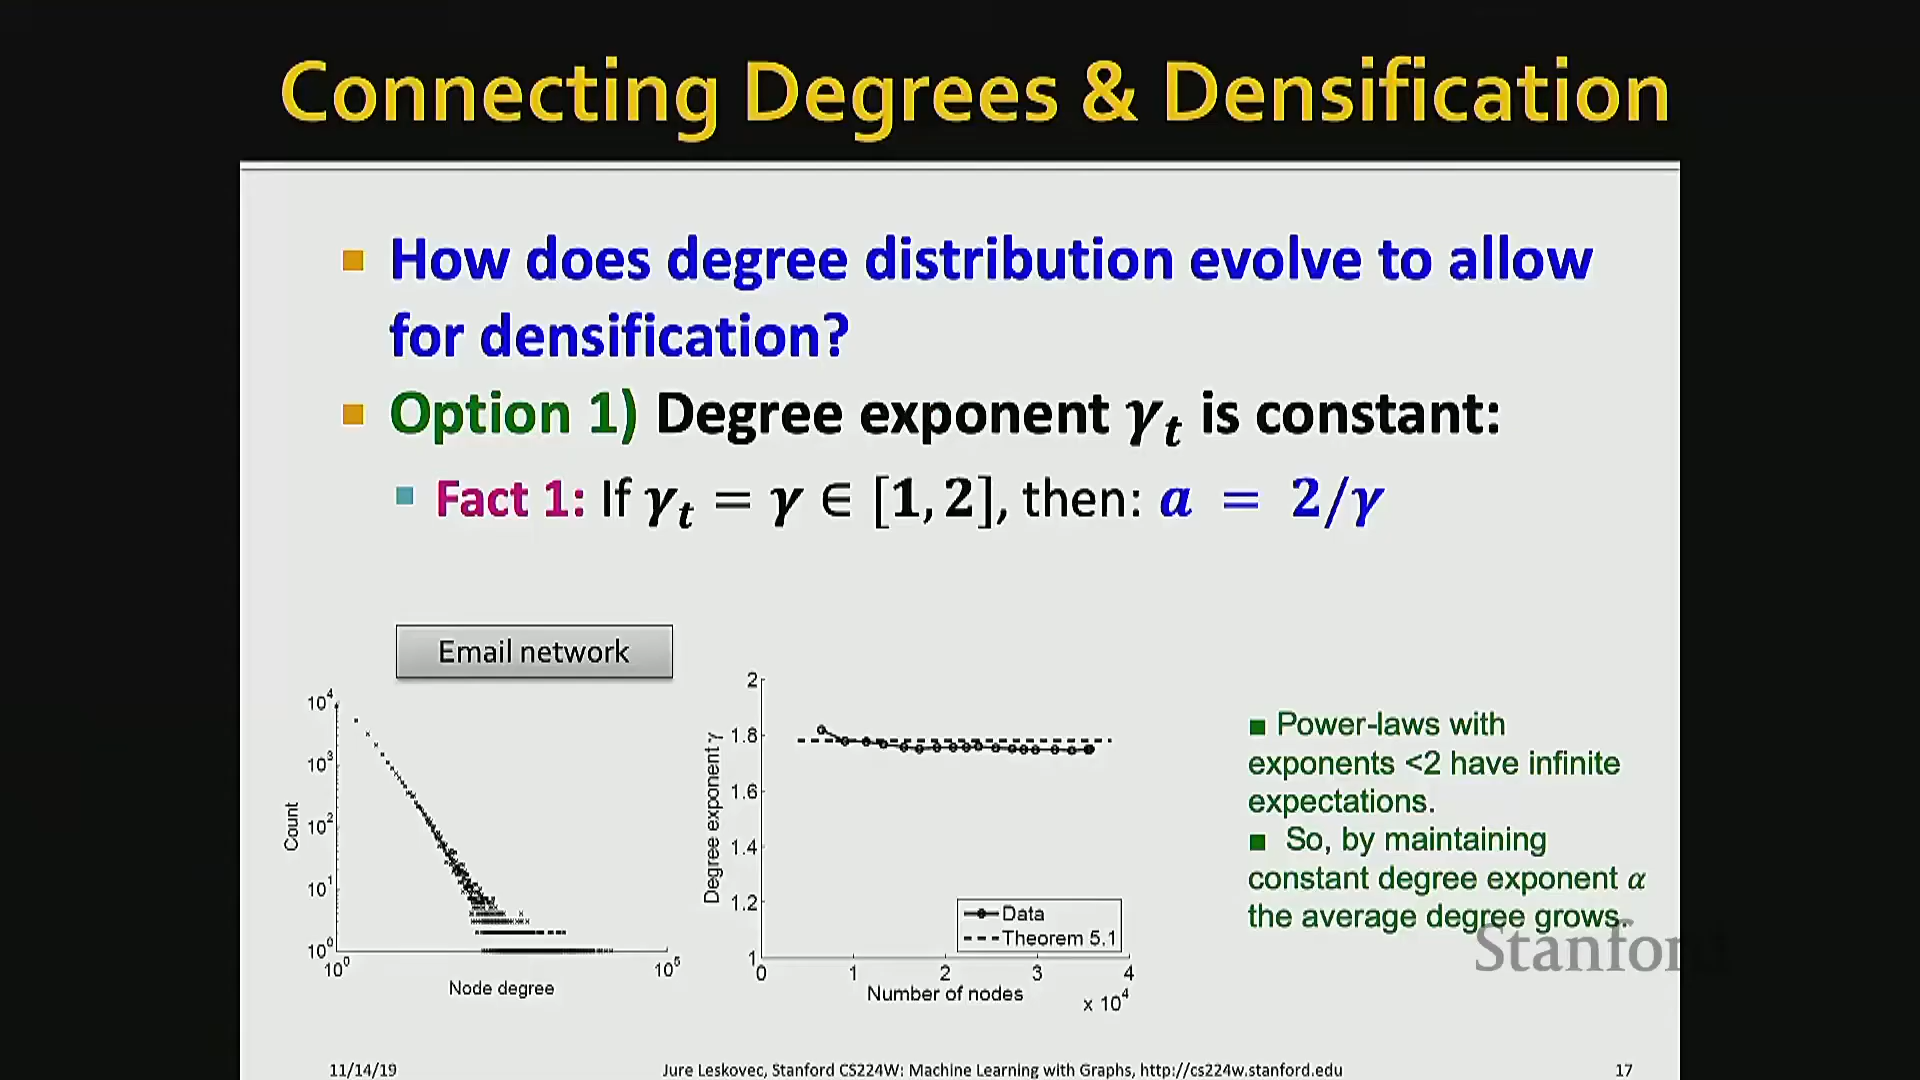 Connecting Degrees & Densification
How does degree distribution evolve to allow
for densification?
Option 1) Degree exponent γₜ is constant:
Fact 1: If γₜ = γ ∈ [1, 2], then: a = 2/γ
Email network
10⁴
10³
10²
10¹
10⁰
Count
10⁰
10⁵
Node degree
2
1.8
1.6
1.4
1.2
1
Degree exponent γ
Data
Theorem 5.1
0 1 2 3 4
Number of nodes
x 10⁴
■ Power-laws with
exponents <2 have infinite
expectations.
■ So, by maintaining
constant degree exponent α
the average degree grows.
Stanford
11/14/19
Jure Leskovec, Stanford CS224W: Machine Learning with Graphs, http://cs224w.stanford.edu
17